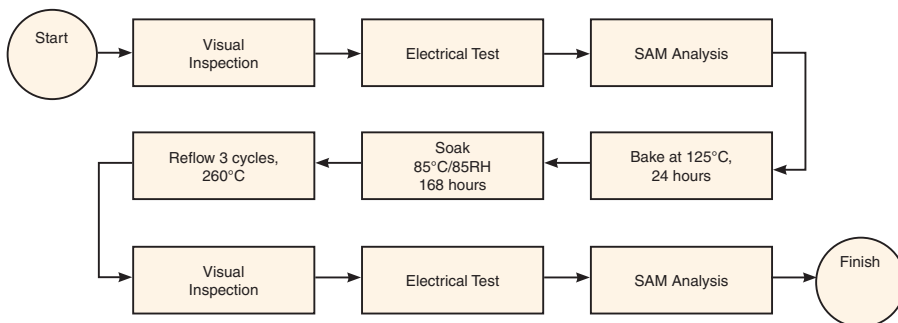 Start
Visual
Inspection
Electrical Test
SAM Analysis
Bake at 125°C,
24 hours
Soak
85°C/85RH
168 hours
Reflow 3 cycles,
260°C
Visual
Inspection
Electrical Test
SAM Analysis
Finish